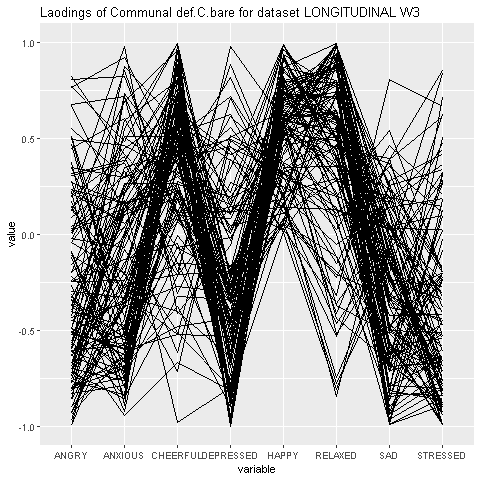 Laodings of Communal def.C.bare for dataset LONGITUDINAL W3
1.0
0.5
0.0
-0.5
-1.0
value
ANGRY ANXIOUS CHEERFULDEPRESSED HAPPY RELAXED SAD STRESSED
variable